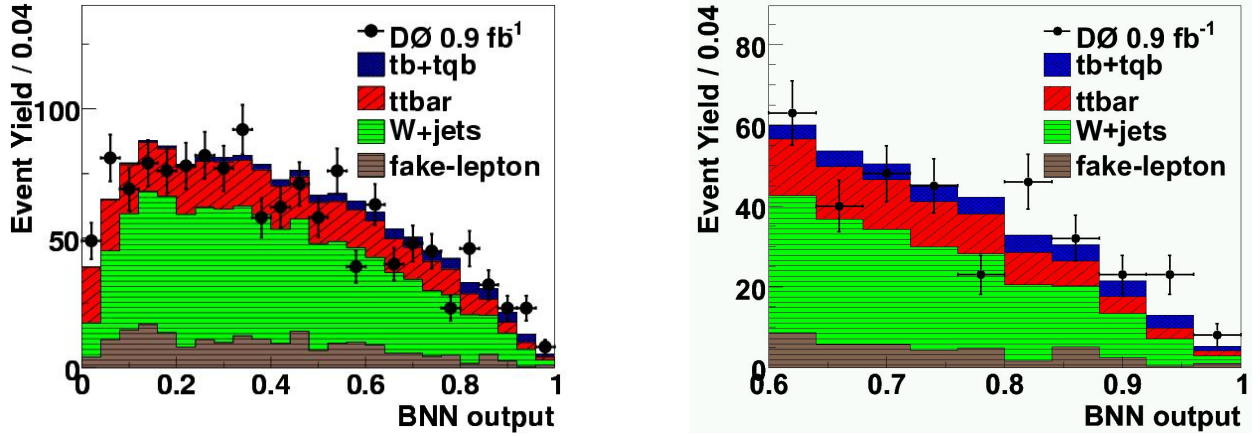 Event Yield / 0.04
100
50
0
DØ 0.9 fb-1
tb+tqb
ttbar
W+jets
fake-lepton
0 0.2 0.4 0.6 0.8 1
BNN output
Event Yield / 0.04
80
60
40
20
0
DØ 0.9 fb-1
tb+tqb
ttbar
W+jets
fake-lepton
0.6 0.7 0.8 0.9 1
BNN output